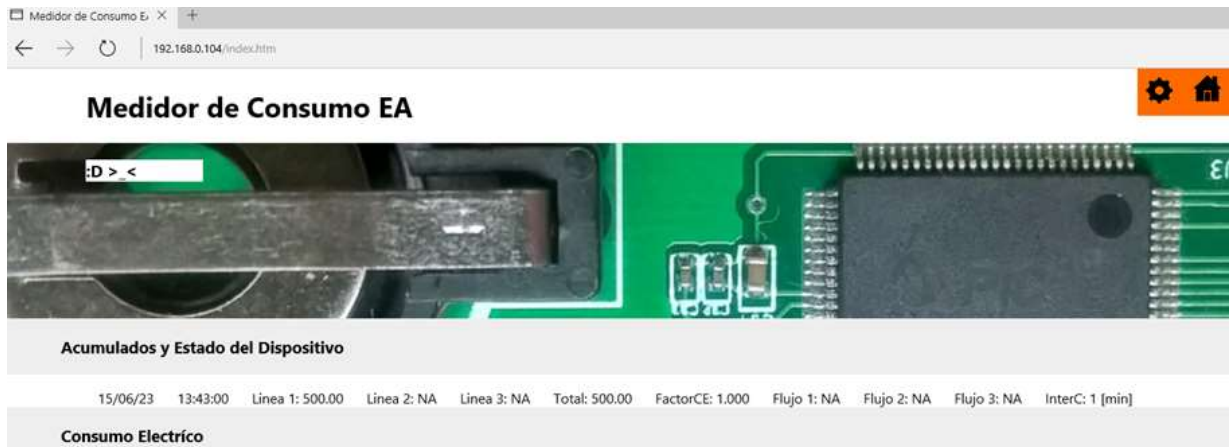 Medidor de Consumo E
192.168.0.104/index.htm
Medidor de Consumo EA
:D >_<
Acumulados y Estado del Dispositivo
15/06/23 13:43:00 Linea 1: 500.00 Linea 2: NA Linea 3: NA Total: 500.00 FactorCE: 1.000 Flujo 1: NA Flujo 2: NA Flujo 3: NA InterC: 1 [min]
Consumo Electríco